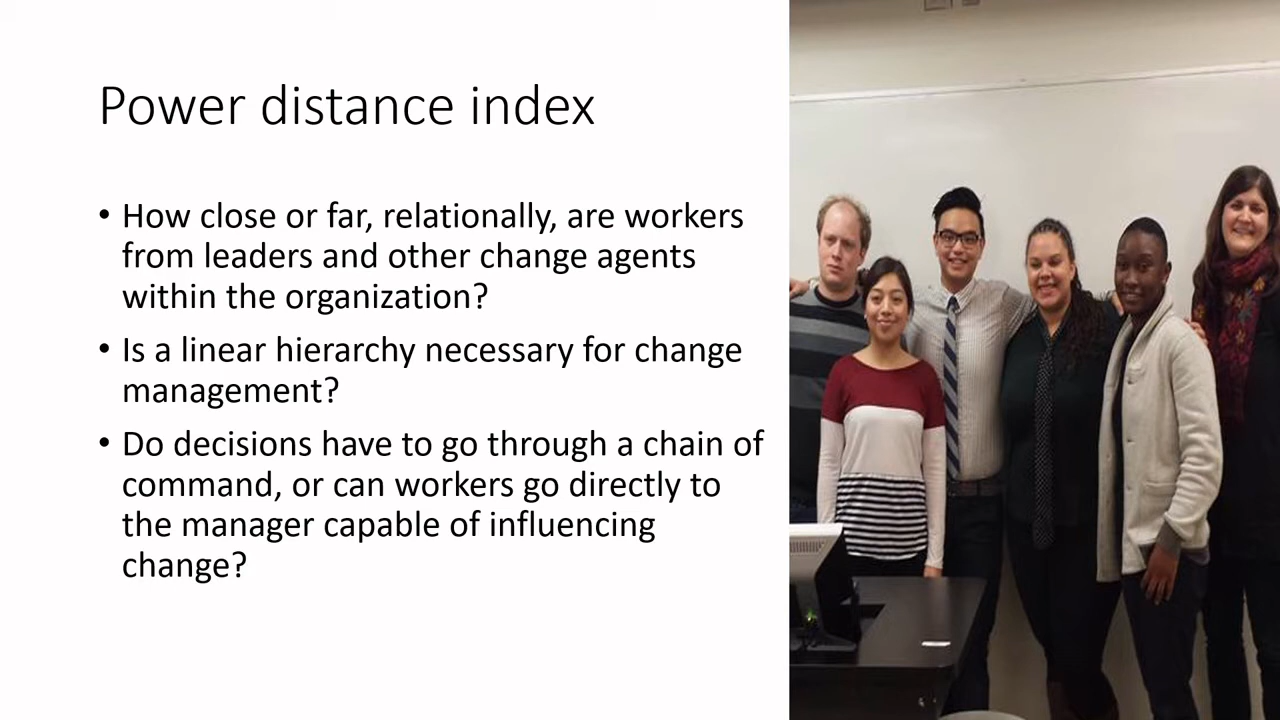 Power distance index
• How close or far, relationally, are workers
from leaders and other change agents
within the organization?
• Is a linear hierarchy necessary for change
management?
• Do decisions have to go through a chain of
command, or can workers go directly to
the manager capable of influencing
change?